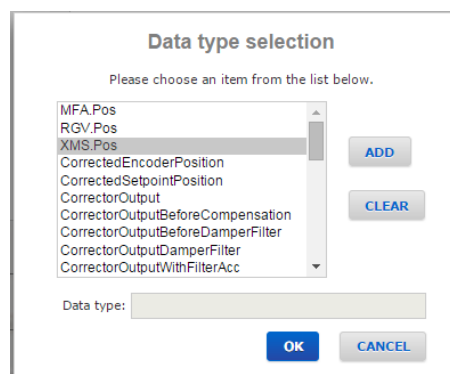 Data type selection
Please choose an item from the list below.
MFA.Pos
RGV.Pos
XMS.Pos
CorrectedEncoderPosition
CorrectedSetpointPosition
CorrectorOutput
CorrectorOutputBeforeCompensation
CorrectorOutputBeforeDamperFilter
CorrectorOutputDamperFilter
CorrectorOutputWithFilterAcc
ADD
CLEAR
Data type:
OK CANCEL